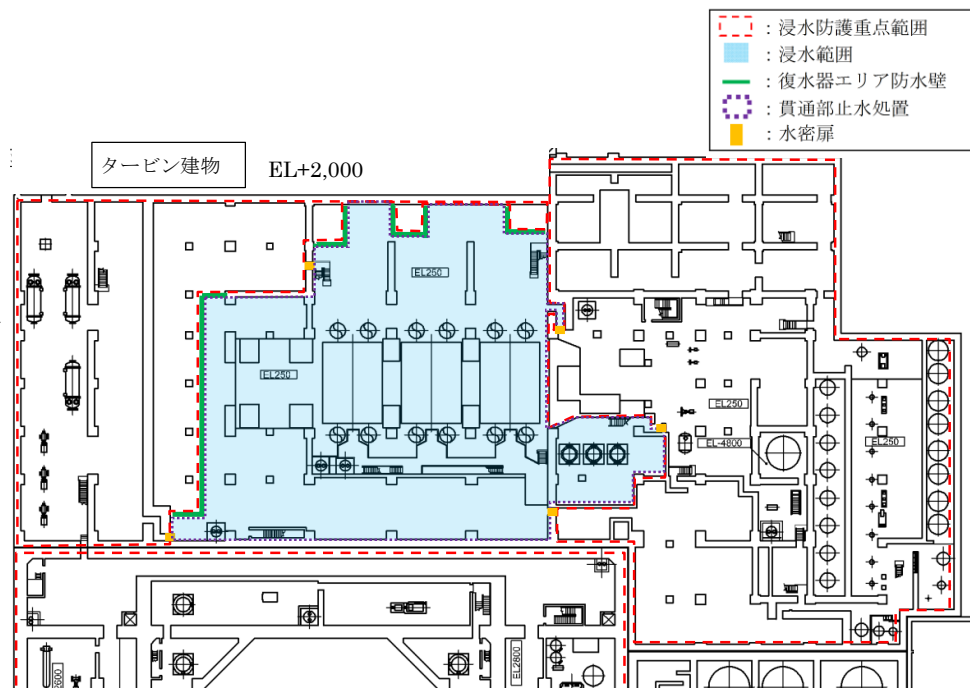 ：浸水防護重点範囲
：浸水範囲
：復水器エリア防水壁
：貫通部止水処置
：水密扉
タービン建物
EL+2,000
EL250
EL250
EL250
EL-4800
EL250
EL2800